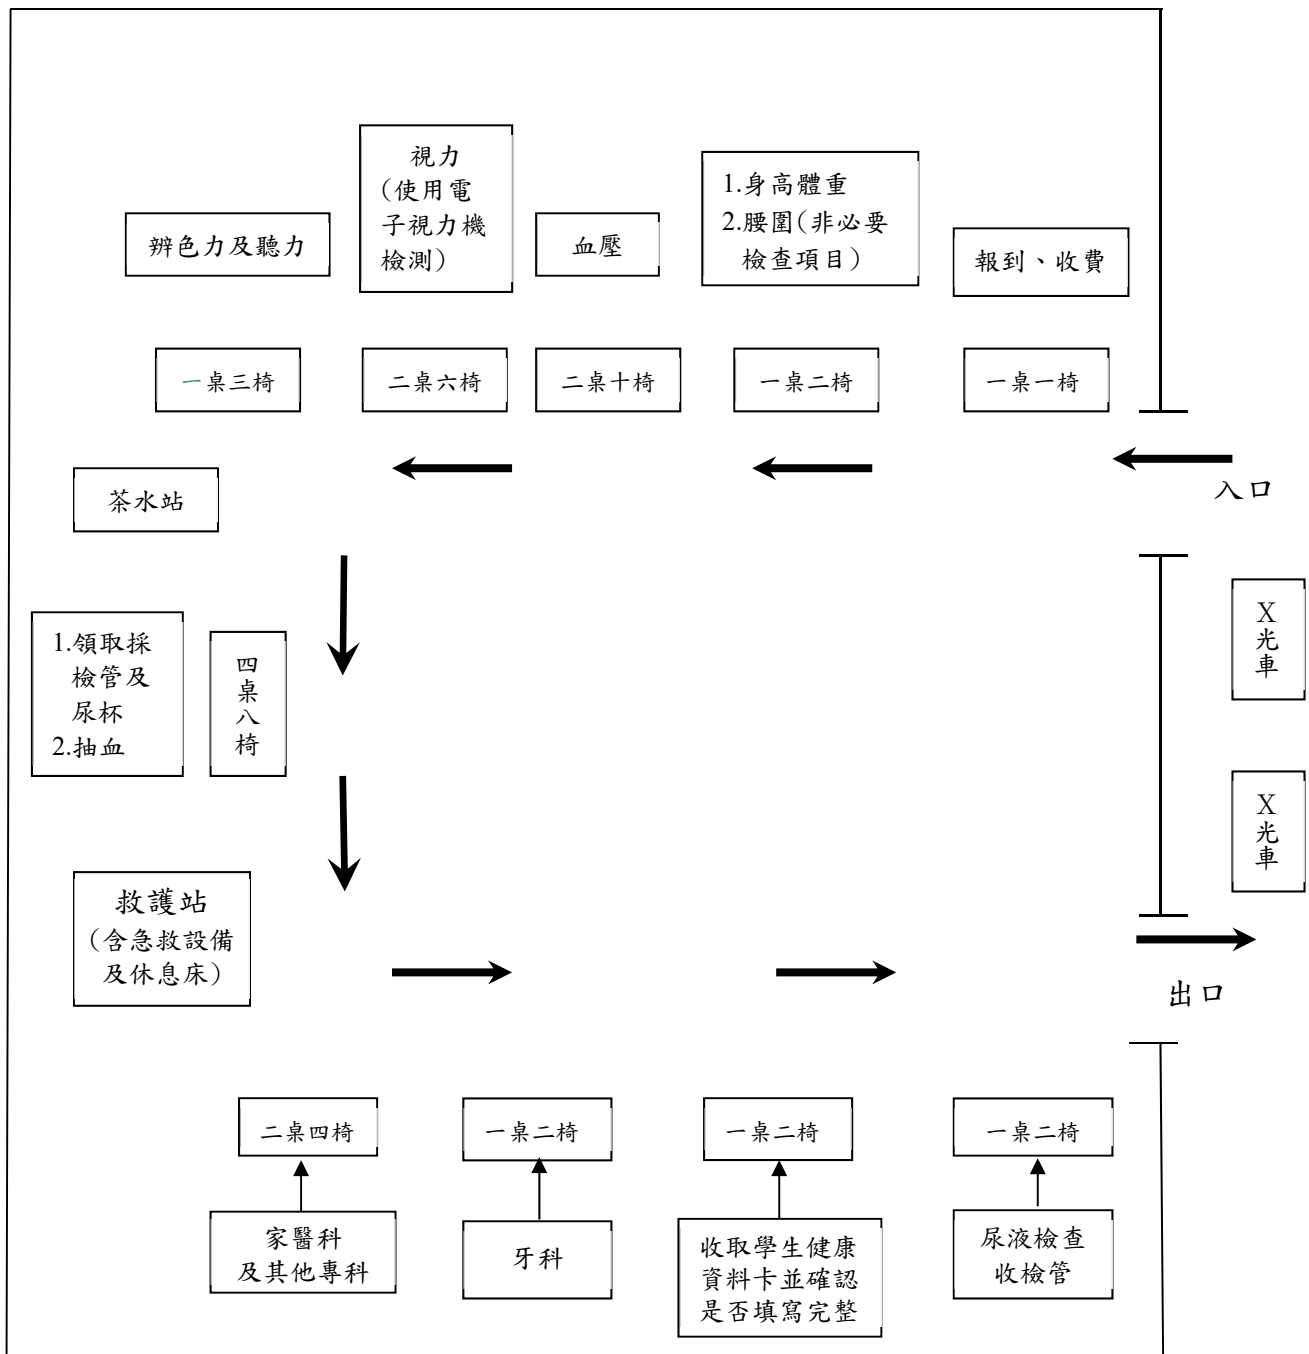 視力
(使用電
子視力機
檢測)
1.身高體重
2.腰圍(非必要
檢查項目)
辨色力及聽力
血壓
報到、收費
一桌三椅
二桌六椅
二桌十椅
一桌二椅
一桌一椅
茶水站
入口
1.領取採
檢管及
尿杯
2.抽血
四桌八椅
X光車
X光車
救護站
(含急救設備
及休息床)
出口
二桌四椅
一桌二椅
一桌二椅
一桌二椅
家醫科
及其他專科
牙科
收取學生健康
資料卡並確認
是否填寫完整
尿液檢查
收檢管